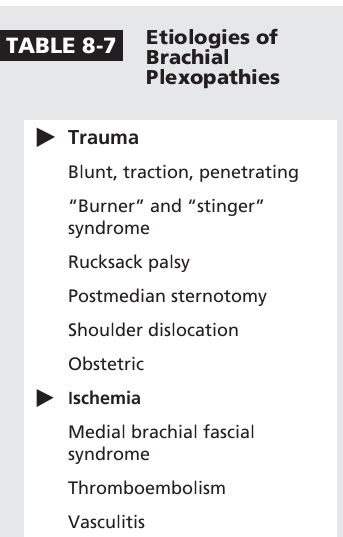 TABLE 8-7
Etiologies of
Brachial
Plexopathies
Trauma
Blunt, traction, penetrating
“Burner” and “stinger”
syndrome
Rucksack palsy
Postmedian sternotomy
Shoulder dislocation
Obstetric
Ischemia
Medial brachial fascial
syndrome
Thromboembolism
Vasculitis